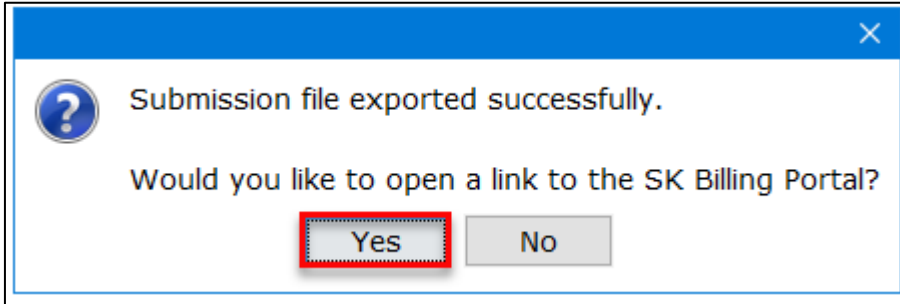 Submission file exported successfully.
Would you like to open a link to the SK Billing Portal?
Yes No